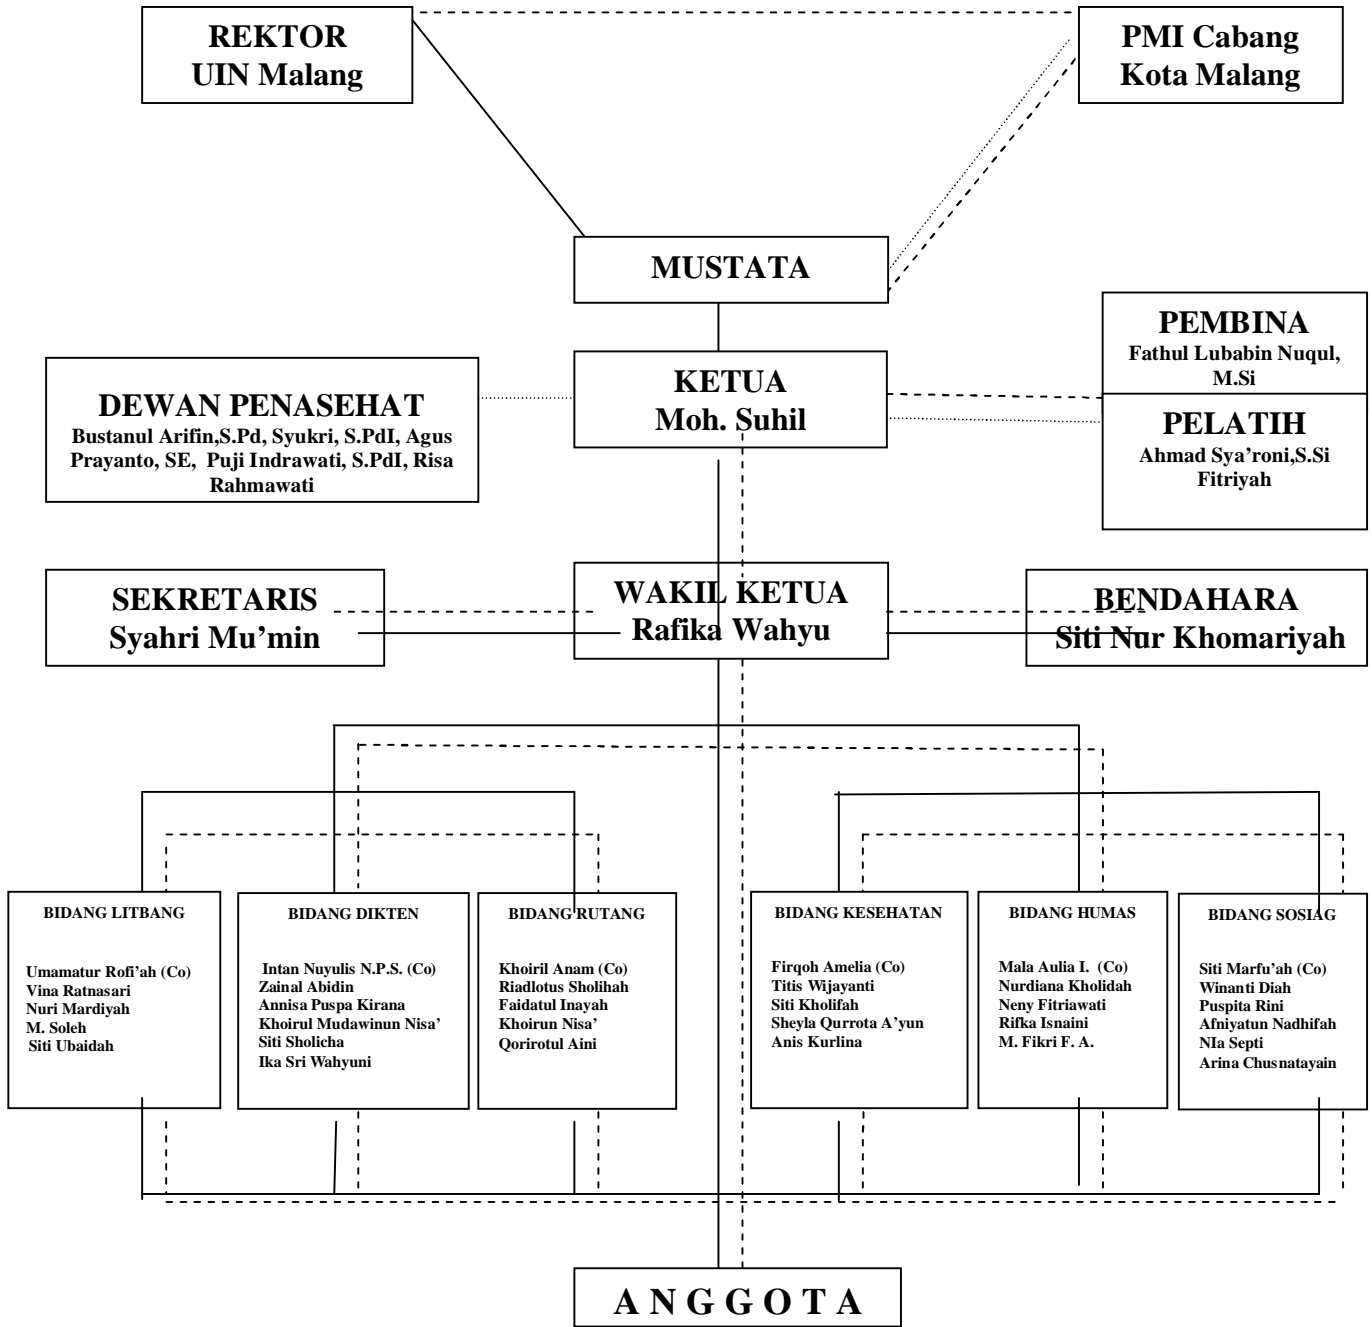 REKTOR
UIN Malang
PMI Cabang
Kota Malang
MUSTATA
PEMBINA
Fathul Lubabin Nuqul,
M.Si
KETUA
Moh. Suhil
DEWAN PENASEHAT
Bustanul Arifin,S.Pd, Syukri, S.PdI, Agus
Prayanto, SE, Puji Indrawati, S.PdI, Risa
Rahmawati
PELATIH
Ahmad Sya’roni,S.Si
Fitriyah
SEKRETARIS
Syahri Mu’min
WAKIL KETUA
Rafika Wahyu
BENDAHARA
Siti Nur Khomariyah
BIDANG LITBANG
Umamatur Rofi’ah (Co)
Vina Ratnasari
Nuri Mardiyah
M. Soleh
Siti Ubaidah
BIDANG DIKTEN
Intan Nuyulis N.P.S. (Co)
Zainal Abidin
Annisa Puspa Kirana
Khoirul Mudawinun Nisa’
Siti Sholicha
Ika Sri Wahyuni
BIDANG RUTANG
Khoiril Anam (Co)
Riadlotus Sholihah
Faidatul Inayah
Khoirun Nisa’
Qorirotul Aini
BIDANG KESEHATAN
Firqoh Amelia (Co)
Titis Wijayanti
Siti Kholifah
Sheyla Qurrota A’yun
Anis Kurlina
BIDANG HUMAS
Mala Aulia I. (Co)
Nurdiana Kholidah
Neny Fitriawati
Rifka Isnaini
M. Fikri F. A.
BIDANG SOSIAG
Siti Marfu’ah (Co)
Winanti Diah
Puspita Rini
Afniyatun Nadhifah
NIa Septi
Arina Chusnatayain
A N G G O T A